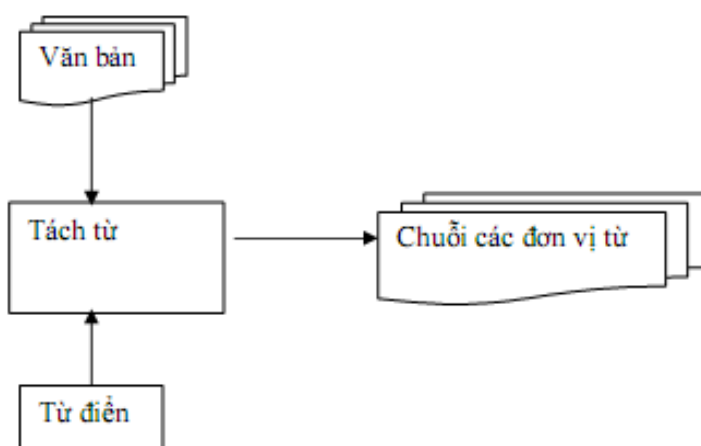 Văn bản
Tách từ
Chuỗi các đơn vị từ
Từ điển